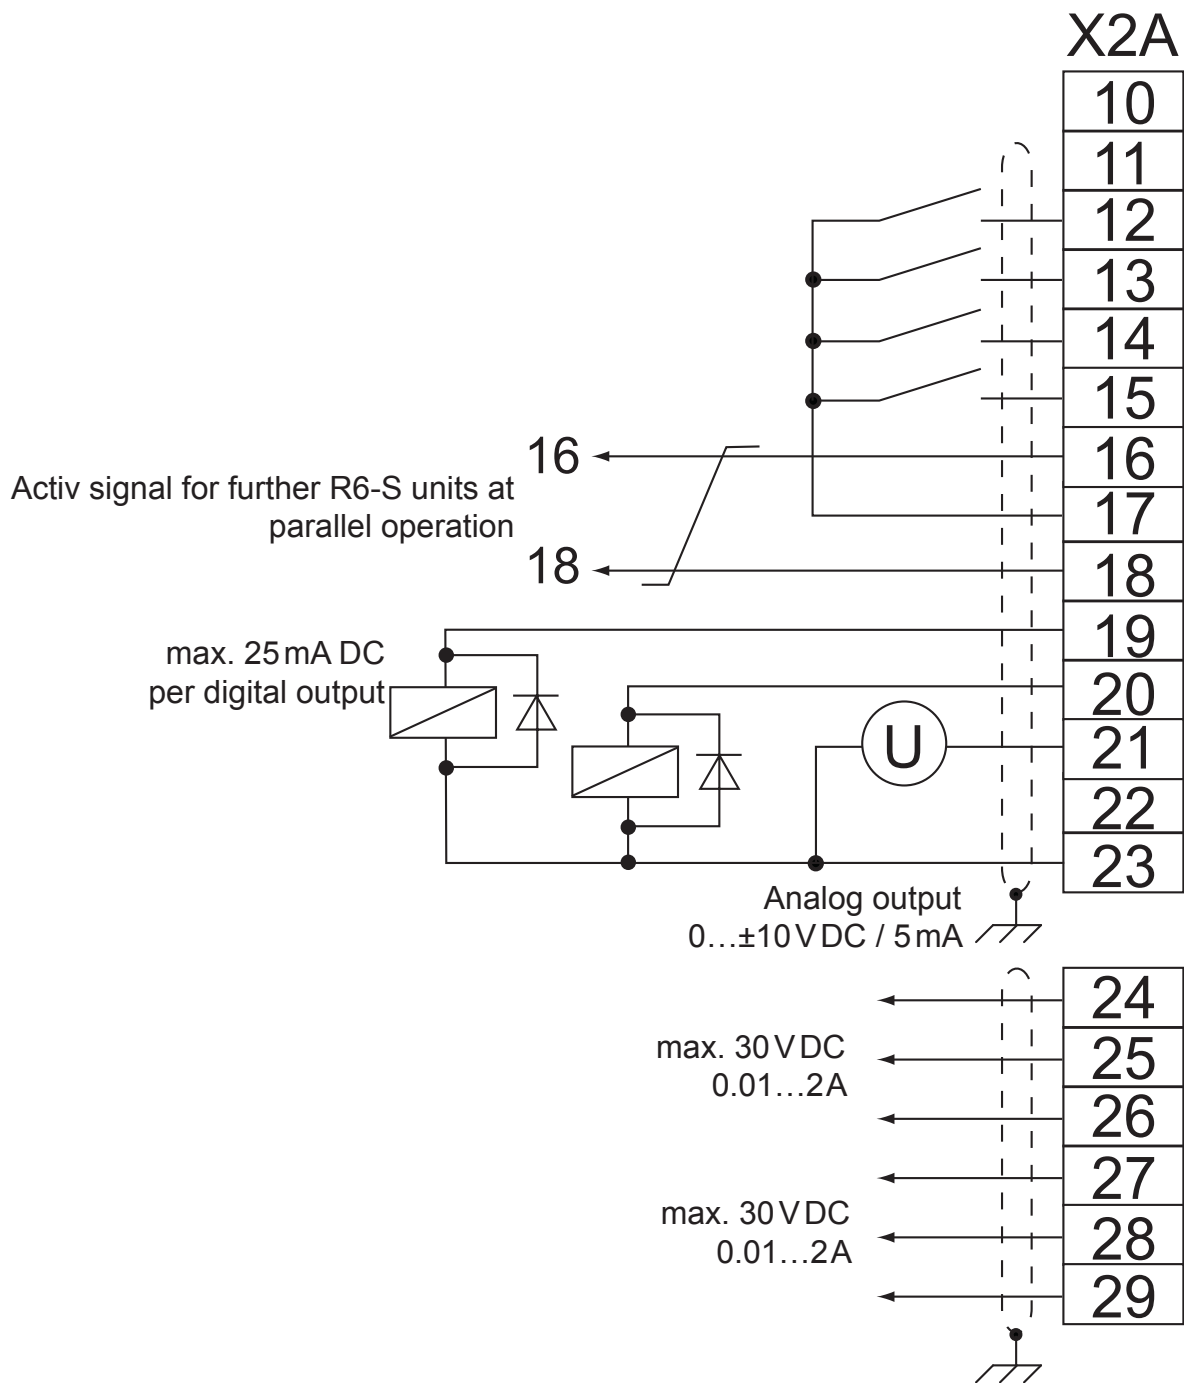 X2A
10
11
12
13
14
15
16
16
Activ signal for further R6-S units at
parallel operation
17
18
18
19
max. 25 mA DC
per digital output
20
U
21
22
23
Analog output
0…±10 V DC / 5 mA
24
max. 30 V DC
0.01…2 A
25
26
27
max. 30 V DC
0.01…2 A
28
29